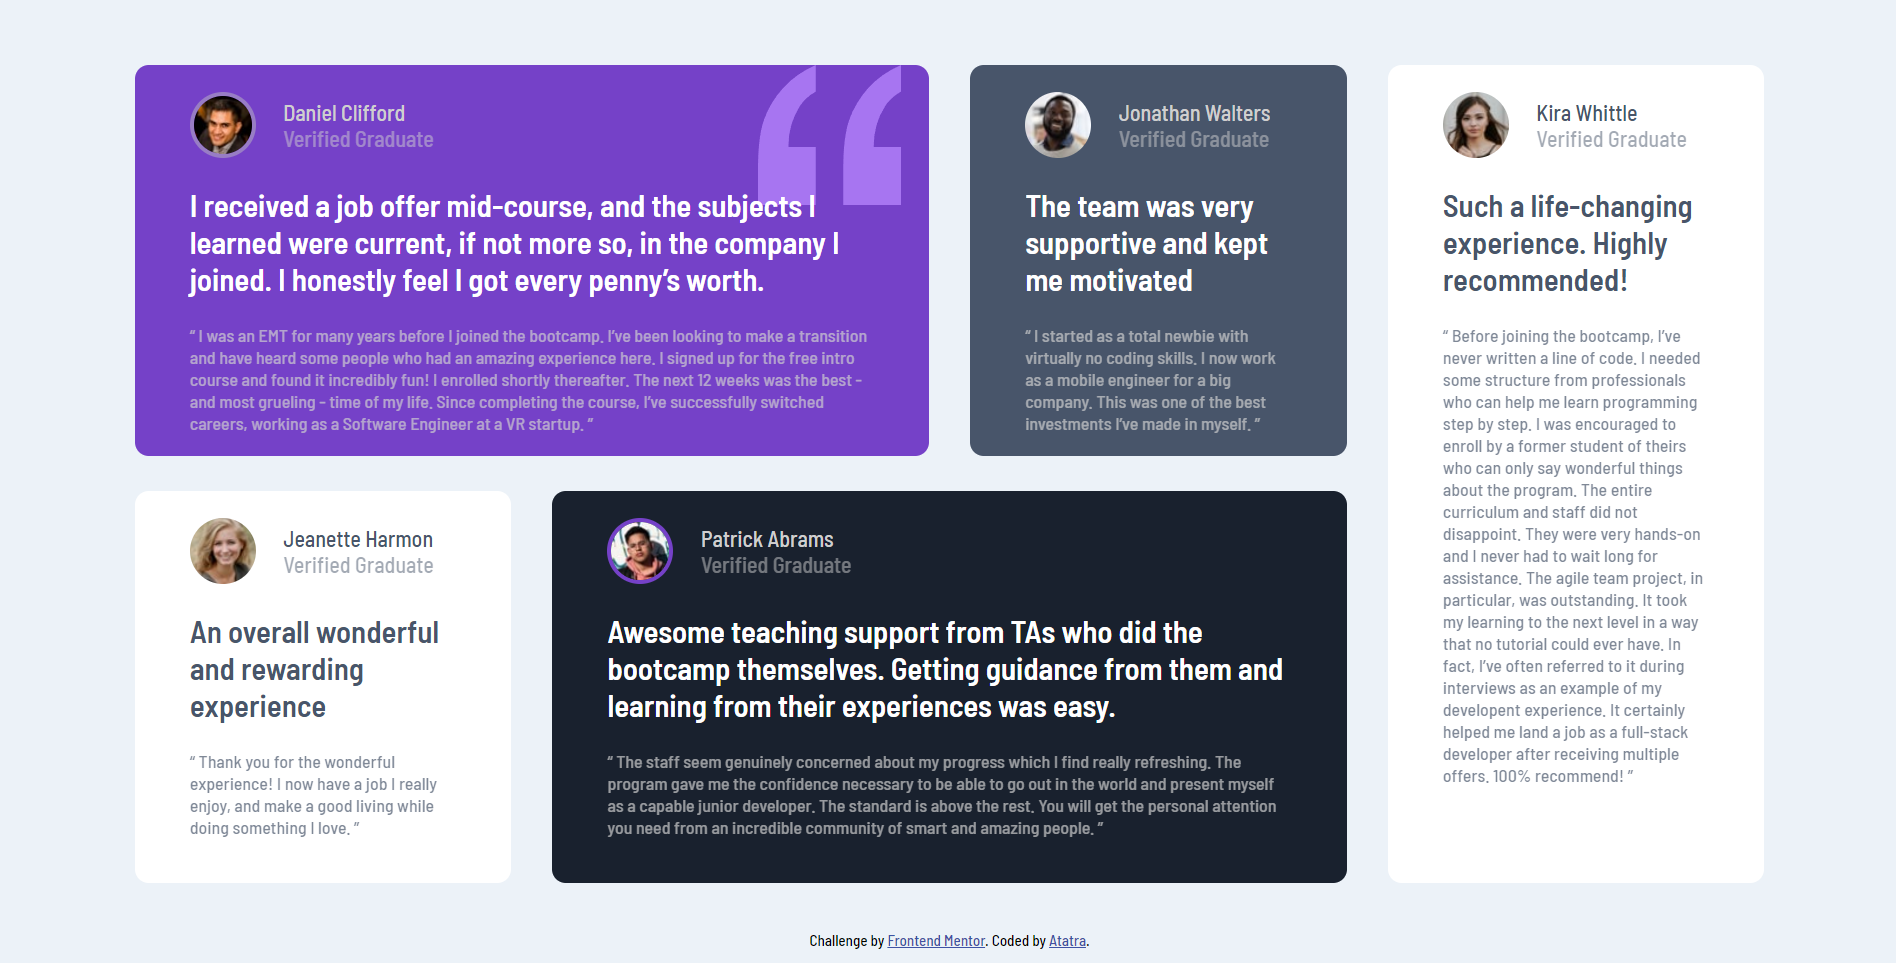 Daniel Clifford
Verified Graduate
I received a job offer mid-course, and the subjects I
learned were current, if not more so, in the company I
joined. I honestly feel I got every penny’s worth.
“ I was an EMT for many years before I joined the bootcamp. I’ve been looking to make a transition
and have heard some people who had an amazing experience here. I signed up for the free intro
course and found it incredibly fun! I enrolled shortly thereafter. The next 12 weeks was the best -
and most grueling - time of my life. Since completing the course, I’ve successfully switched
careers, working as a Software Engineer at a VR startup. ”
Jonathan Walters
Verified Graduate
The team was very
supportive and kept
me motivated
“ I started as a total newbie with
virtually no coding skills. I now work
as a mobile engineer for a big
company. This was one of the best
investments I’ve made in myself. ”
Kira Whittle
Verified Graduate
Such a life-changing
experience. Highly
recommended!
“ Before joining the bootcamp, I’ve
never written a line of code. I needed
some structure from professionals
who can help me learn programming
step by step. I was encouraged to
enroll by a former student of theirs
who can only say wonderful things
about the program. The entire
curriculum and staff did not
disappoint. They were very hands-on
and I never had to wait long for
assistance. The agile team project, in
particular, was outstanding. It took
my learning to the next level in a way
that no tutorial could ever have. In
fact, I’ve often referred to it during
interviews as an example of my
developent experience. It certainly
helped me land a job as a full-stack
developer after receiving multiple
offers. 100% recommend! ”
Jeanette Harmon
Verified Graduate
An overall wonderful
and rewarding
experience
“ Thank you for the wonderful
experience! I now have a job I really
enjoy, and make a good living while
doing something I love. ”
Patrick Abrams
Verified Graduate
Awesome teaching support from TAs who did the
bootcamp themselves. Getting guidance from them and
learning from their experiences was easy.
“ The staff seem genuinely concerned about my progress which I find really refreshing. The
program gave me the confidence necessary to be able to go out in the world and present myself
as a capable junior developer. The standard is above the rest. You will get the personal attention
you need from an incredible community of smart and amazing people. ”
Challenge by Frontend Mentor. Coded by Atatra.